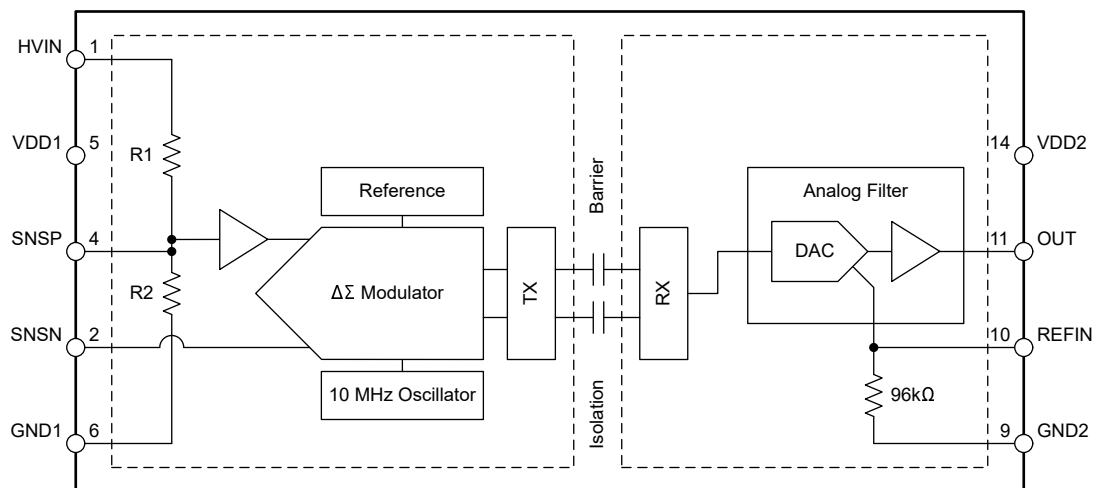 HVIN 1
VDD1 5
SNSP 4
SNSN 2
GND1 6
R1
R2
Reference
ΔΣ Modulator
10 MHz Oscillator
TX
Barrier
Isolation
RX
Analog Filter
DAC
96kΩ
14 VDD2
11 OUT
10 REFIN
9 GND2